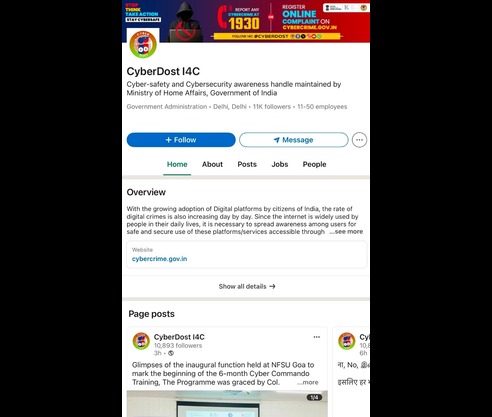 STOP
THINK
TAKE ACTION
STAY CYBERSAFE
REPORT ANY
CYBERCRIME AT
1930
REGISTER
ONLINE
COMPLAINT ON
CYBERCRIME.GOV.IN
FOLLOW I4C @CYBERDOST
CyberDost I4C
Cyber-safety and Cybersecurity awareness handle maintained by
Ministry of Home Affairs, Government of India
Government Administration • Delhi, Delhi • 11K followers • 11-50 employees
+ Follow
Message
Home About Posts Jobs People
Overview
With the growing adoption of Digital platforms by citizens of India, the rate of
digital crimes is also increasing day by day. Since the internet is widely used by
people in their daily lives, it is necessary to spread awareness among users for
safe and secure use of these platforms/services accessible through ...see more
Website
cybercrime.gov.in
Show all details →
Page posts
CyberDost I4C
10,893 followers
3h •
Glimpses of the inaugural function held at NFSU Goa to
mark the beginning of the 6-month Cyber Commando
Training, The Programme was graced by Col. ...more
1/4
Cyl
10,8
6h
ना, No,
इसलिए हर